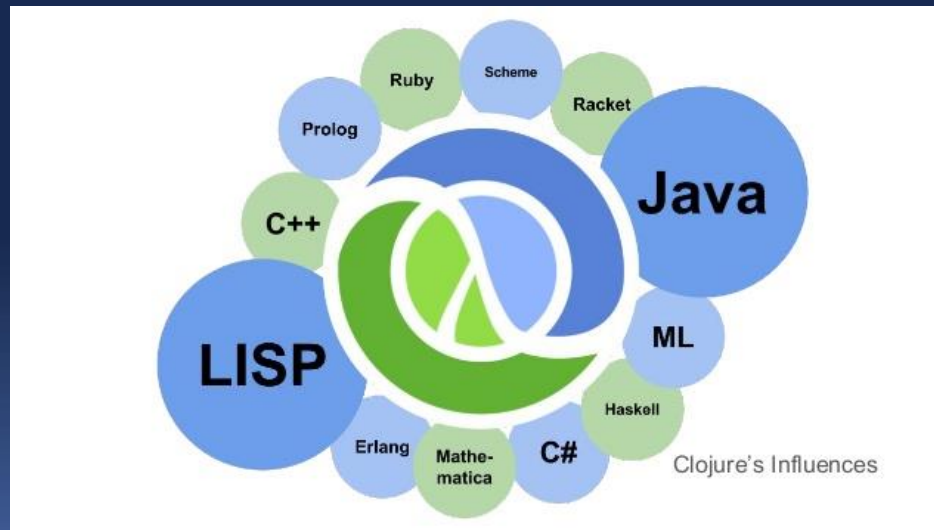 Ruby
Scheme
Racket
Prolog
Java
C++
ML
LISP
Haskell
Erlang
Mathe-
matica
C#
Clojure's Influences